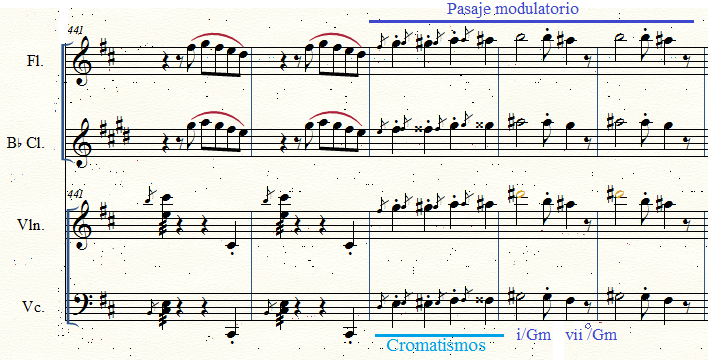 Pasaje modulatorio
441
Fl.
B♭ Cl.
441
Vln.
Vc.
Cromatismos
i/Gm vii /Gm